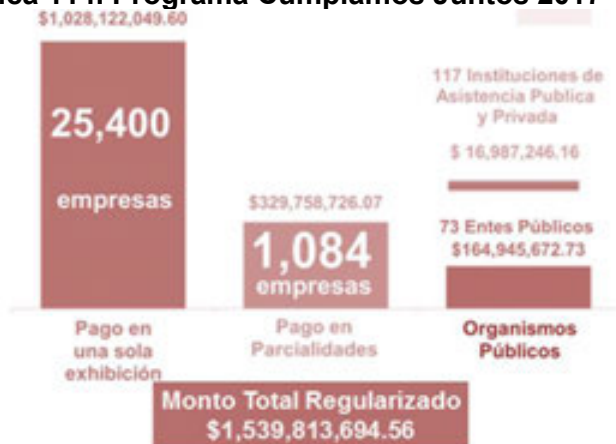 Programa Cumplamos Juntos 2017
$1,028,122,049.60
25,400
empresas
Pago en
una sola
exhibición
$329,758,726.07
1,084
empresas
Pago en
Parcialidades
117 Instituciones de
Asistencia Publica
y Privada
$ 16,987,246.16
73 Entes Públicos
$164,945,672.73
Organismos
Públicos
Monto Total Regularizado
$1,539,813,694.56